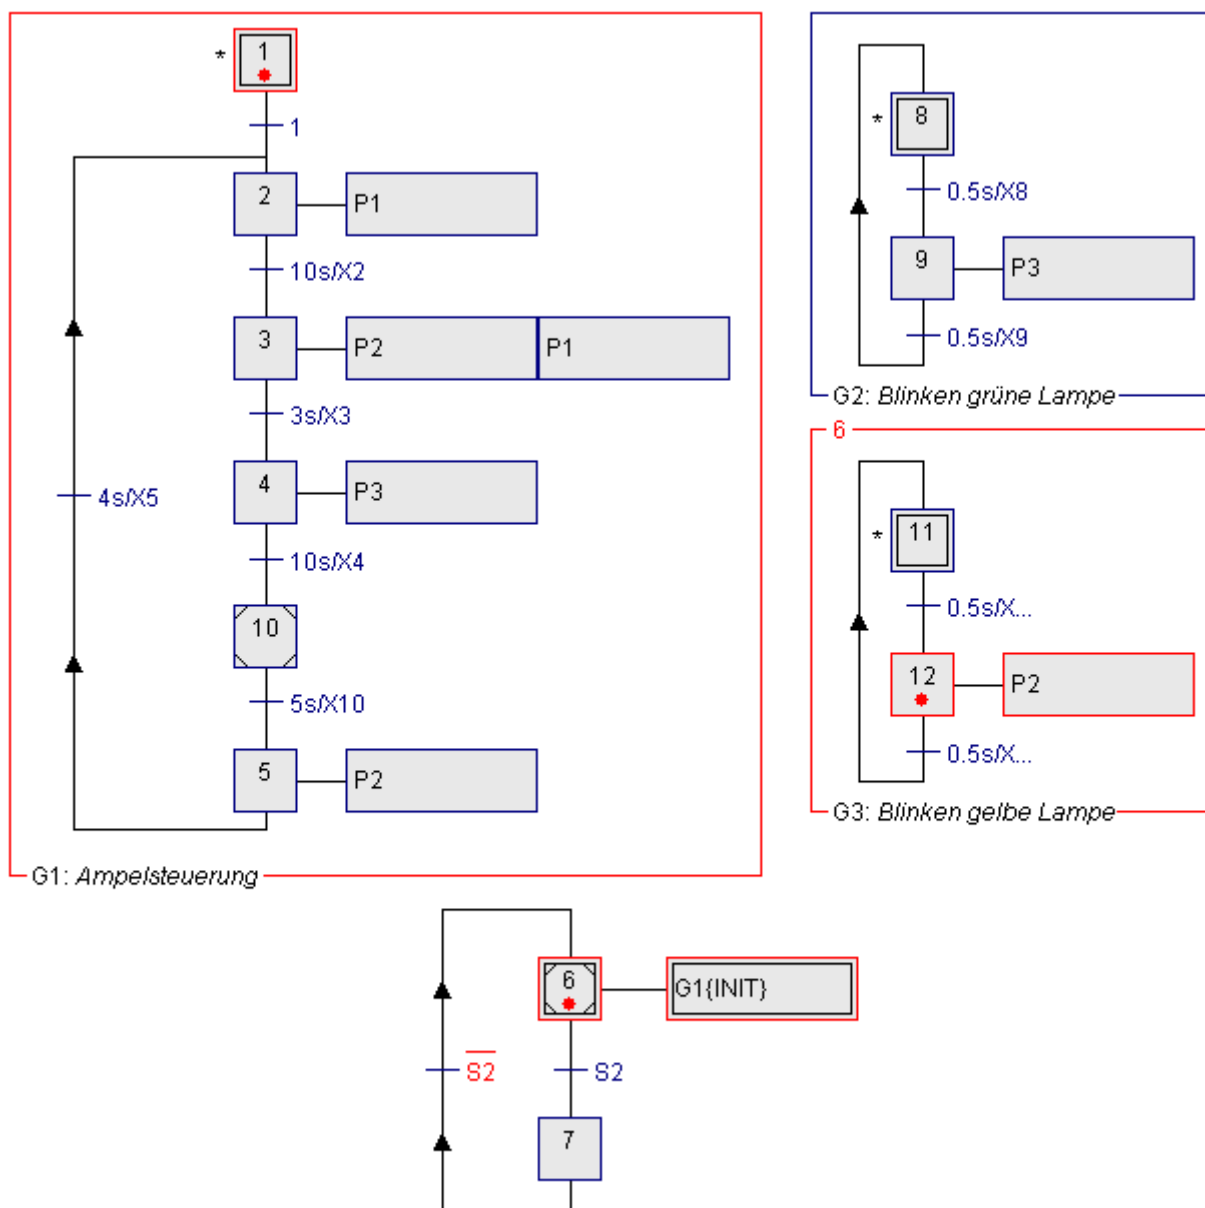 * 1
1
2 P1
10s/X2
3 P2 P1
3s/X3
4 P3
4s/X5
10s/X4
10
5s/X10
5 P2
G1: Ampelsteuerung
* 8
0.5s/X8
9 P3
0.5s/X9
G2: Blinken grüne Lampe
6
* 11
0.5s/X...
12 P2
0.5s/X...
G3: Blinken gelbe Lampe
6 G1{INIT}
S2 S2
7